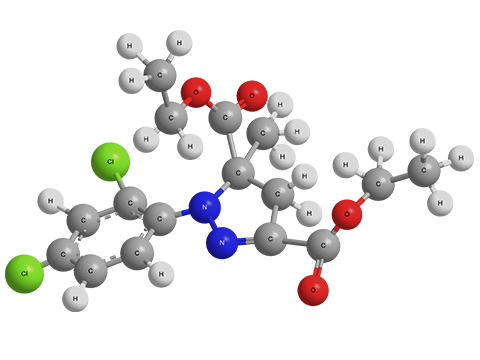 H H
C H
O O H
C C
H H C H
H H H H
Cl H C
C H C
H C C H
N H O
C C
N C C
C C
Cl C H
O H